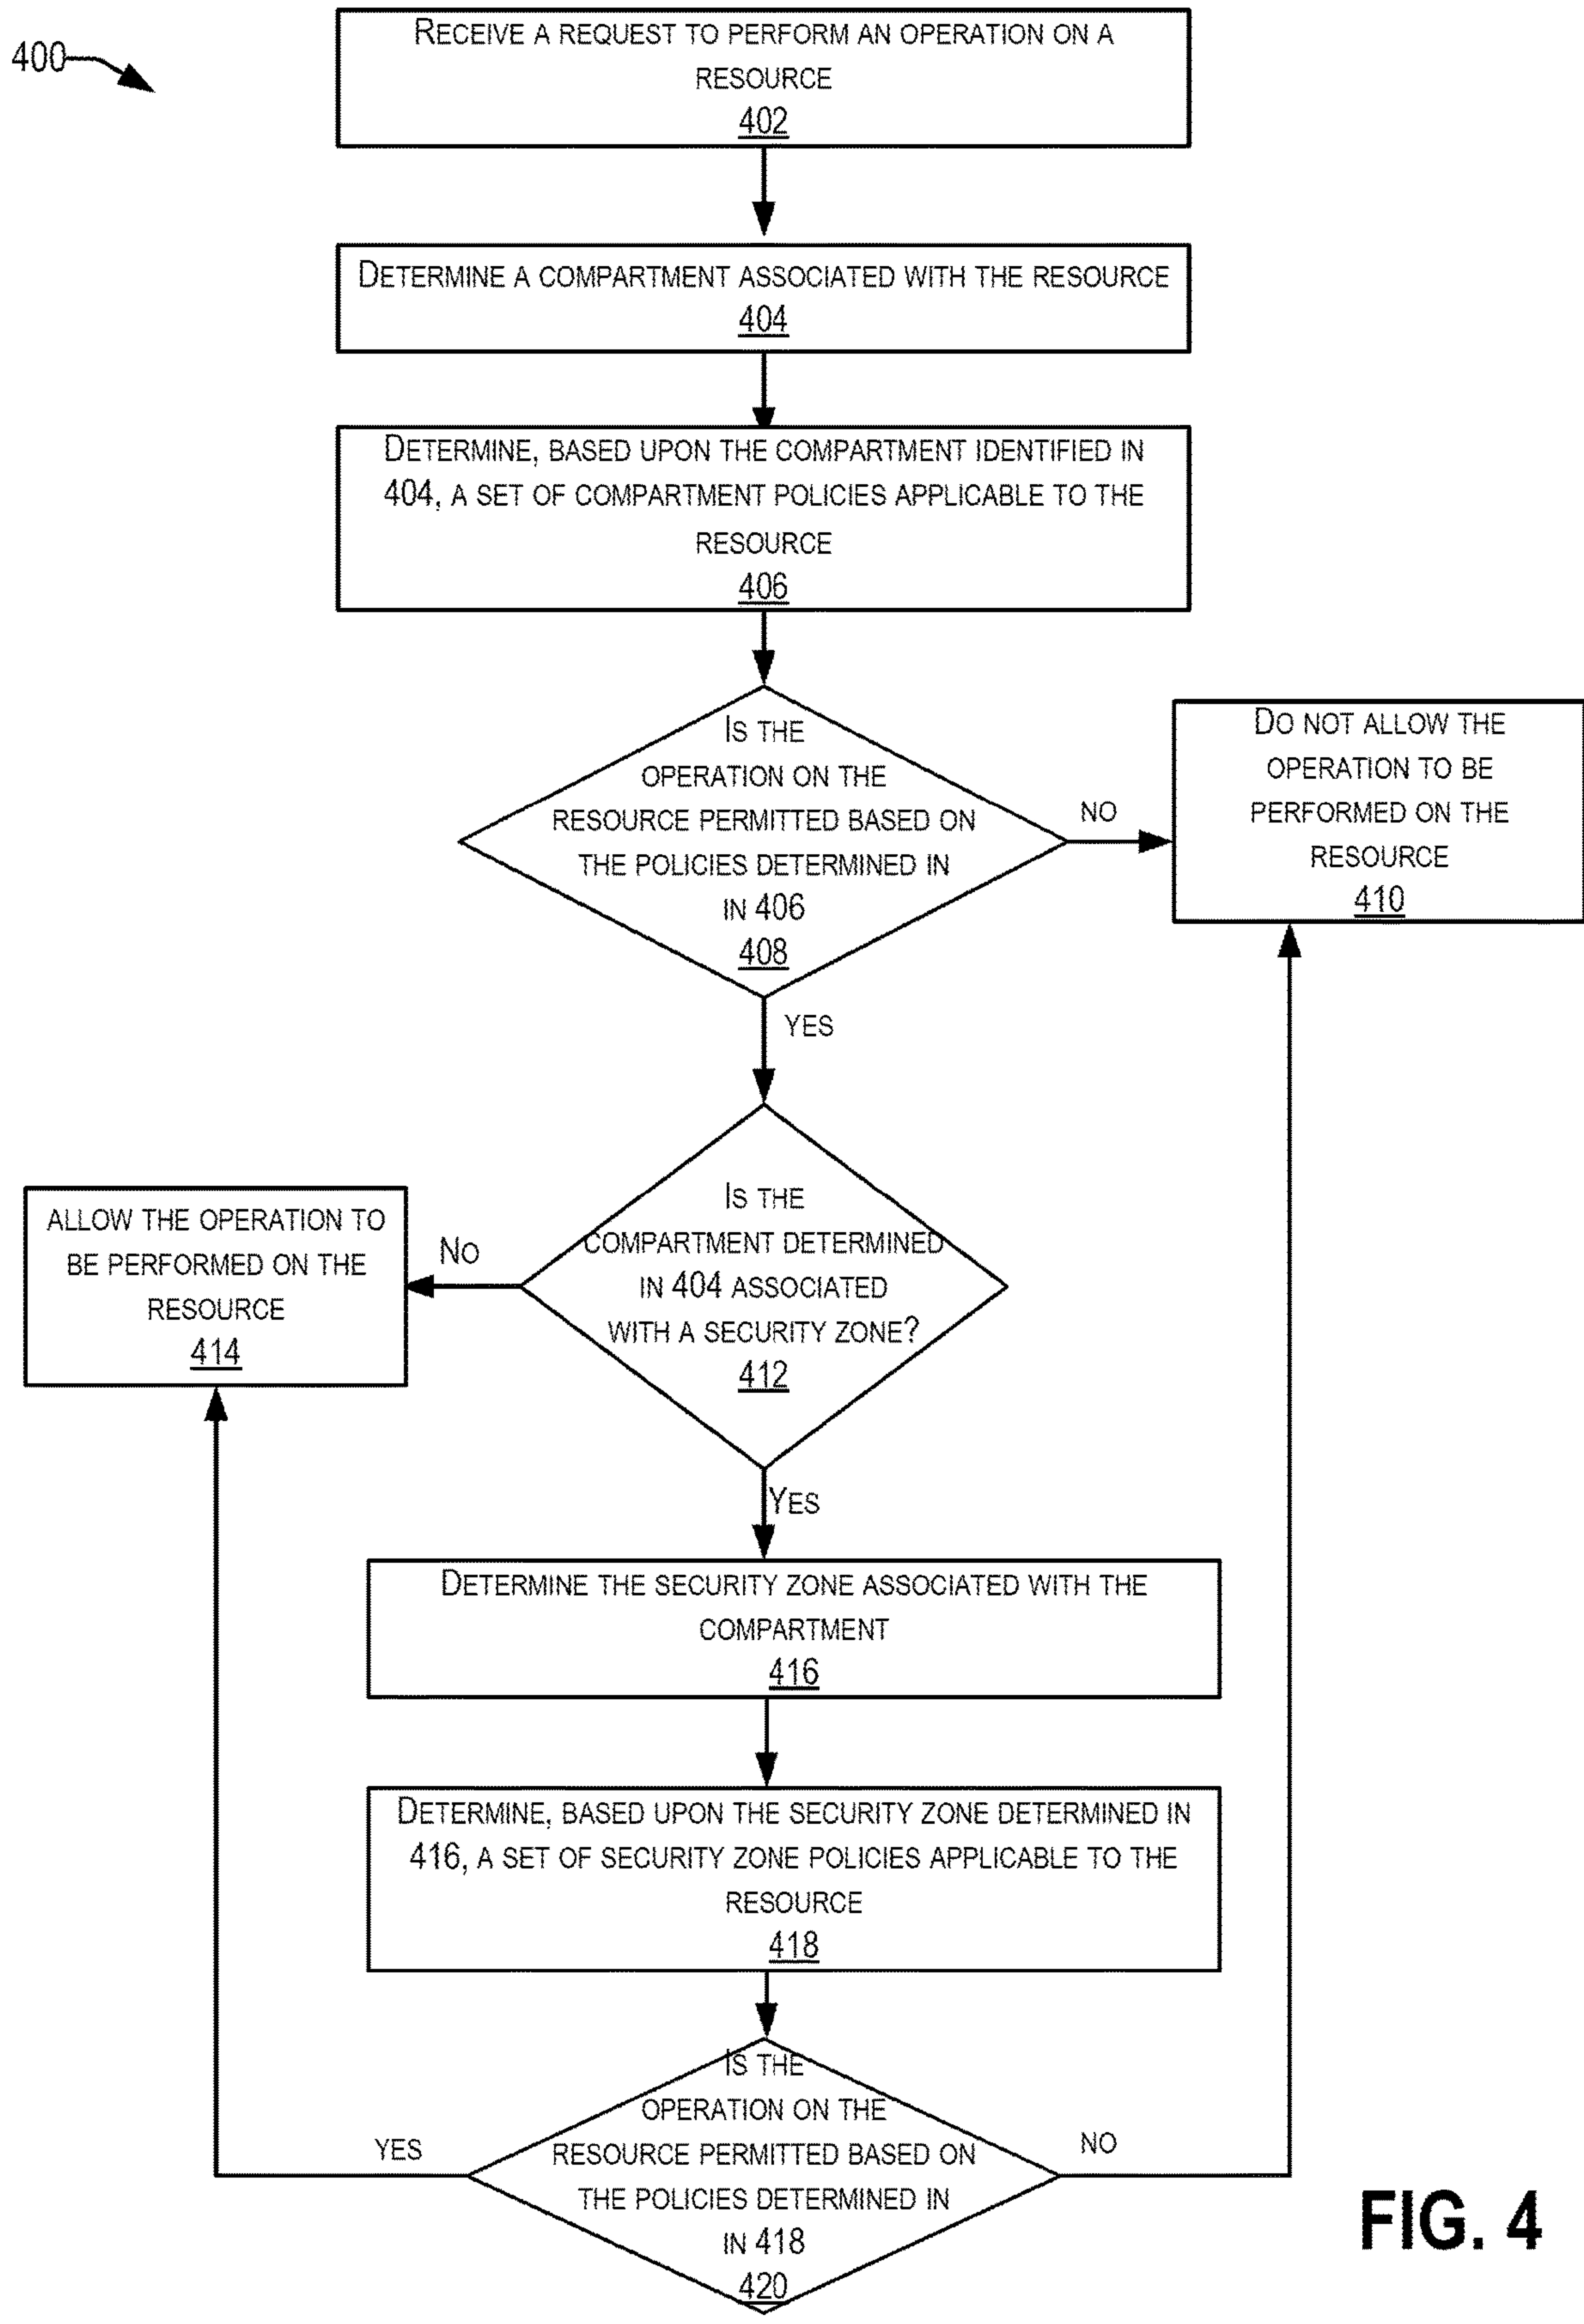 400
RECEIVE A REQUEST TO PERFORM AN OPERATION ON A
RESOURCE
402
DETERMINE A COMPARTMENT ASSOCIATED WITH THE RESOURCE
404
DETERMINE, BASED UPON THE COMPARTMENT IDENTIFIED IN
404, A SET OF COMPARTMENT POLICIES APPLICABLE TO THE
RESOURCE
406
IS THE
OPERATION ON THE
RESOURCE PERMITTED BASED ON
THE POLICIES DETERMINED IN
IN 406
408
NO
DO NOT ALLOW THE
OPERATION TO BE
PERFORMED ON THE
RESOURCE
410
YES
IS THE
COMPARTMENT DETERMINED
IN 404 ASSOCIATED
WITH A SECURITY ZONE?
412
NO
ALLOW THE OPERATION TO
BE PERFORMED ON THE
RESOURCE
414
YES
DETERMINE THE SECURITY ZONE ASSOCIATED WITH THE
COMPARTMENT
416
DETERMINE, BASED UPON THE SECURITY ZONE DETERMINED IN
416, A SET OF SECURITY ZONE POLICIES APPLICABLE TO THE
RESOURCE
418
IS THE
OPERATION ON THE
RESOURCE PERMITTED BASED ON
THE POLICIES DETERMINED IN
IN 418
420
YES
NO
FIG. 4